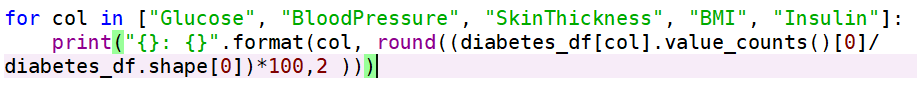 for col in ["Glucose", "BloodPressure", "SkinThickness", "BMI", "Insulin"]:
    print("{}: {}".format(col, round((diabetes_df[col].value_counts()[0]/
diabetes_df.shape[0])*100,2 )))